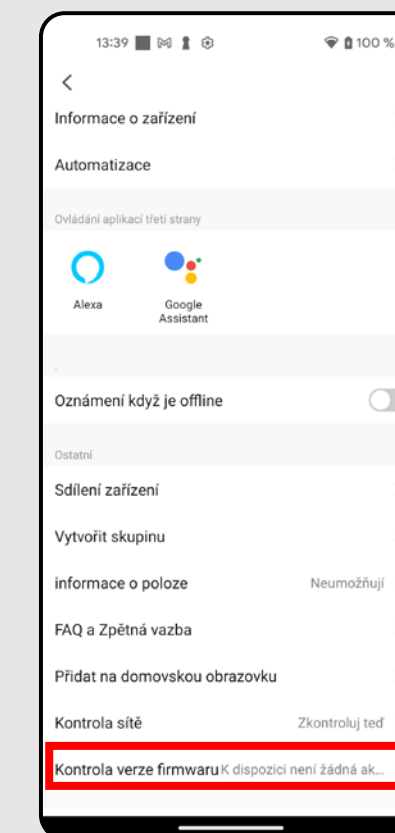 13:39
100 %
Informace o zařízení
Automatizace
Ovládání aplikací třetí strany
Alexa
Google
Assistant
.
Oznámení když je offline
Ostatní
Sdílení zařízení
Vytvořit skupinu
informace o poloze Neumožňují
FAQ a Zpětná vazba
Přidat na domovskou obrazovku
Kontrola sítě Zkontroluj teď
Kontrola verze firmwaru K dispozici není žádná ak...